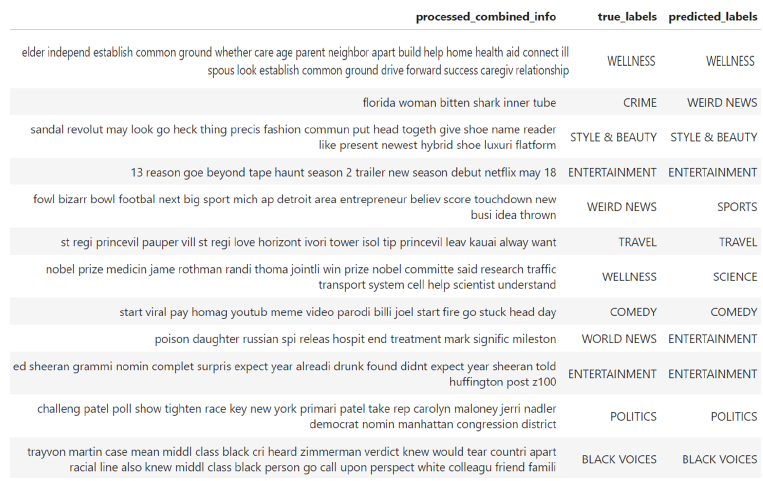 processed_combined_info true_labels predicted_labels
elder independ establish common ground whether care age parent neighbor apart build help home health aid connect ill
spous look establish common ground drive forward success caregiv relationship WELLNESS WELLNESS
florida woman bitten shark inner tube CRIME WEIRD NEWS
sandal revolut may look go heck thing precis fashion commun put head togeth give shoe name reader
like present newest hybrid shoe luxuri flatform STYLE & BEAUTY STYLE & BEAUTY
13 reason goe beyond tape haunt season 2 trailer new season debut netflix may 18 ENTERTAINMENT ENTERTAINMENT
fowl bizarr bowl footbal next big sport mich ap detroit area entrepreneur believ score touchdown new
busi idea thrown WEIRD NEWS SPORTS
st regi princevil pauper vill st regi love horizont ivori tower isol tip princevil leav kauai alway want TRAVEL TRAVEL
nobel prize medicin jame rothman randi thoma jointli win prize nobel committe said research traffic
transport system cell help scientist understand WELLNESS SCIENCE
start viral pay homag youtub meme video parodi billi joel start fire go stuck head day COMEDY COMEDY
poison daughter russian spi releas hospit end treatment mark signific mileston WORLD NEWS ENTERTAINMENT
ed sheeran grammi nomin complet surpris expect year alreadi drunk found didnt expect year sheeran told
huffington post z100 ENTERTAINMENT ENTERTAINMENT
challeng patel poll show tighten race key new york primari patel take rep carolyn maloney jerri nadler
democrat nomin manhattan congression district POLITICS POLITICS
trayvon martin case mean middl class black cri heard zimmerman verdict knew would tear countri apart
racial line also knew middl class black person go call upon perspect white colleagu friend famili BLACK VOICES BLACK VOICES